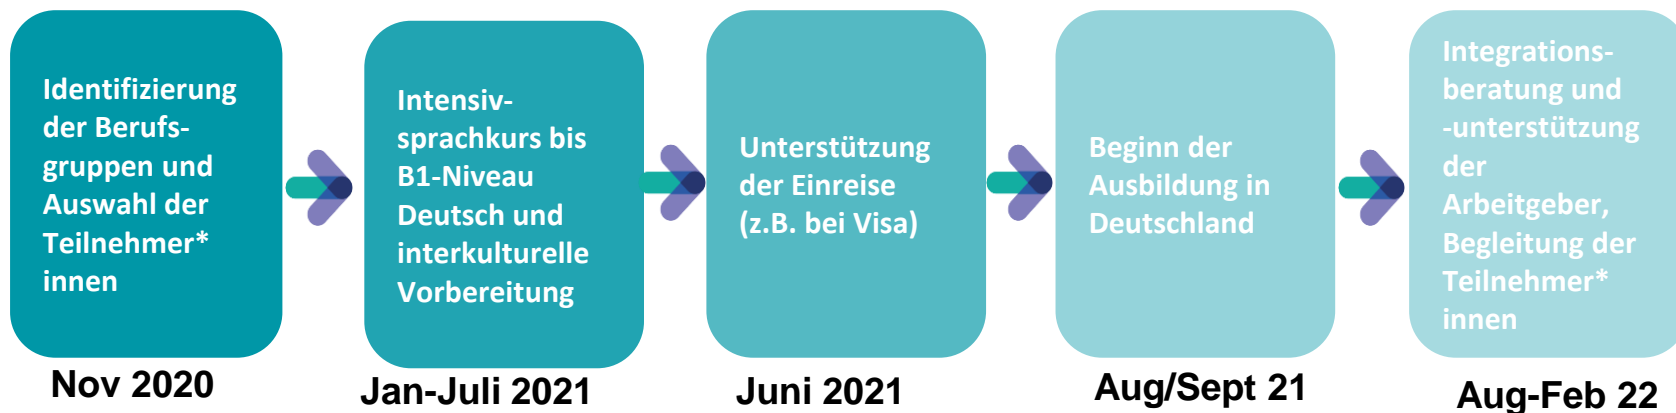 Identifizierung
der Berufs-
gruppen und
Auswahl der
Teilnehmer*
innen
Nov 2020
Intensiv-
sprachkurs bis
B1-Niveau
Deutsch und
interkulturelle
Vorbereitung
Jan-Juli 2021
Unterstützung
der Einreise
(z.B. bei Visa)
Juni 2021
Beginn der
Ausbildung in
Deutschland
Aug/Sept 21
Integrations-
beratung und
-unterstützung
der
Arbeitgeber,
Begleitung der
Teilnehmer*
innen
Aug-Feb 22